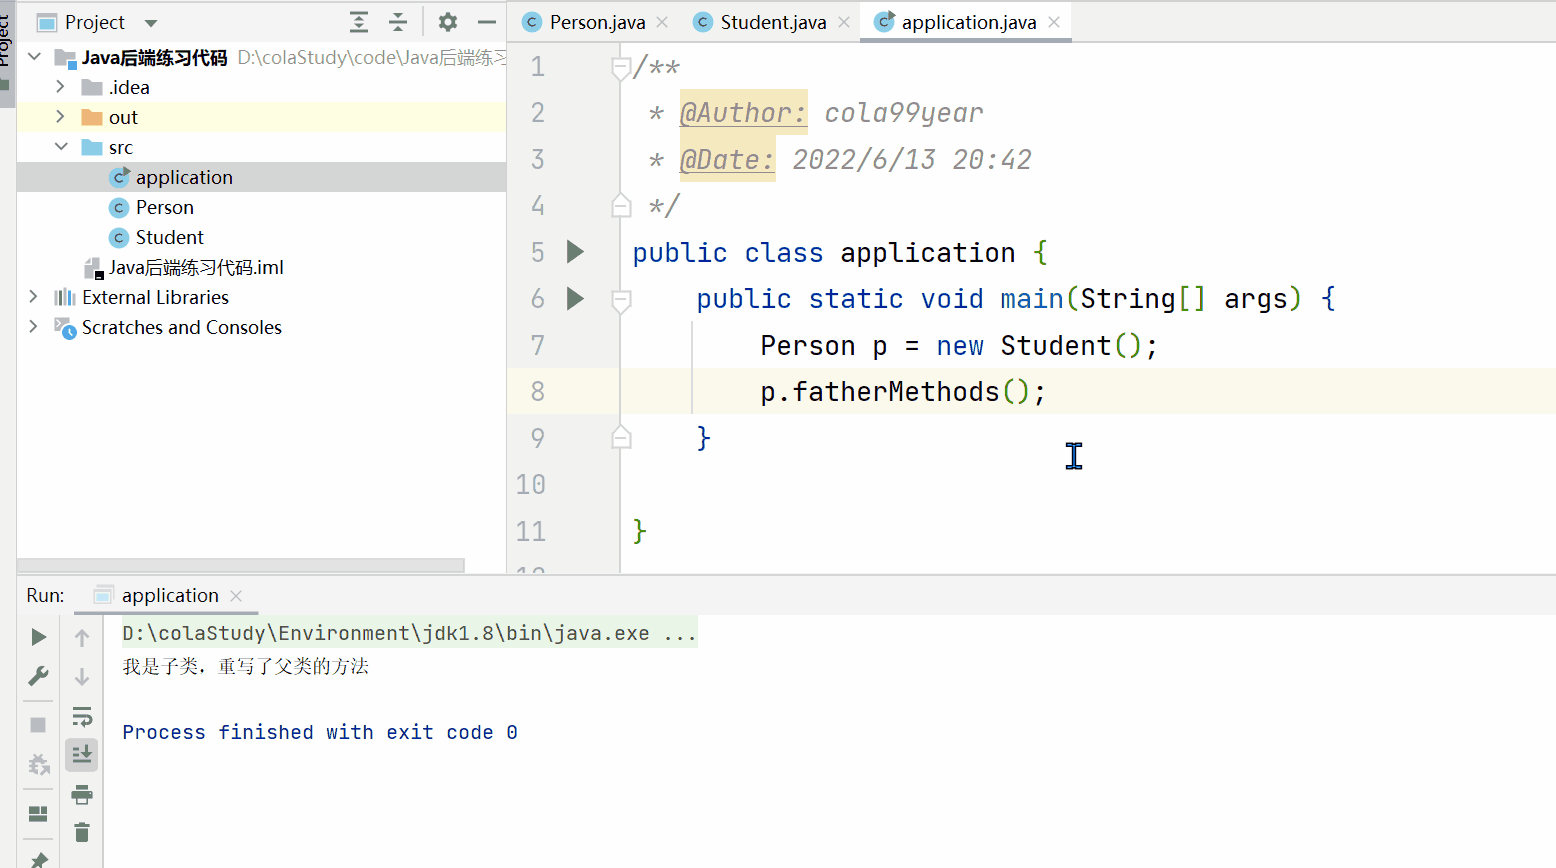 Project
Project
Java后端练习代码 D:\colaStudy\code\Java后端练习
.idea
out
src
application
Person
Student
Java后端练习代码.iml
External Libraries
Scratches and Consoles
Person.java
Student.java
application.java
1 /**
2 * @Author: cola99year
3 * @Date: 2022/6/13 20:42
4 */
5 public class application {
6 public static void main(String[] args) {
7 Person p = new Student();
8 p.fatherMethods();
9 }
10
11 }
Run: application
D:\colaStudy\Environment\jdk1.8\bin\java.exe ...
我是子类，重写了父类的方法
Process finished with exit code 0